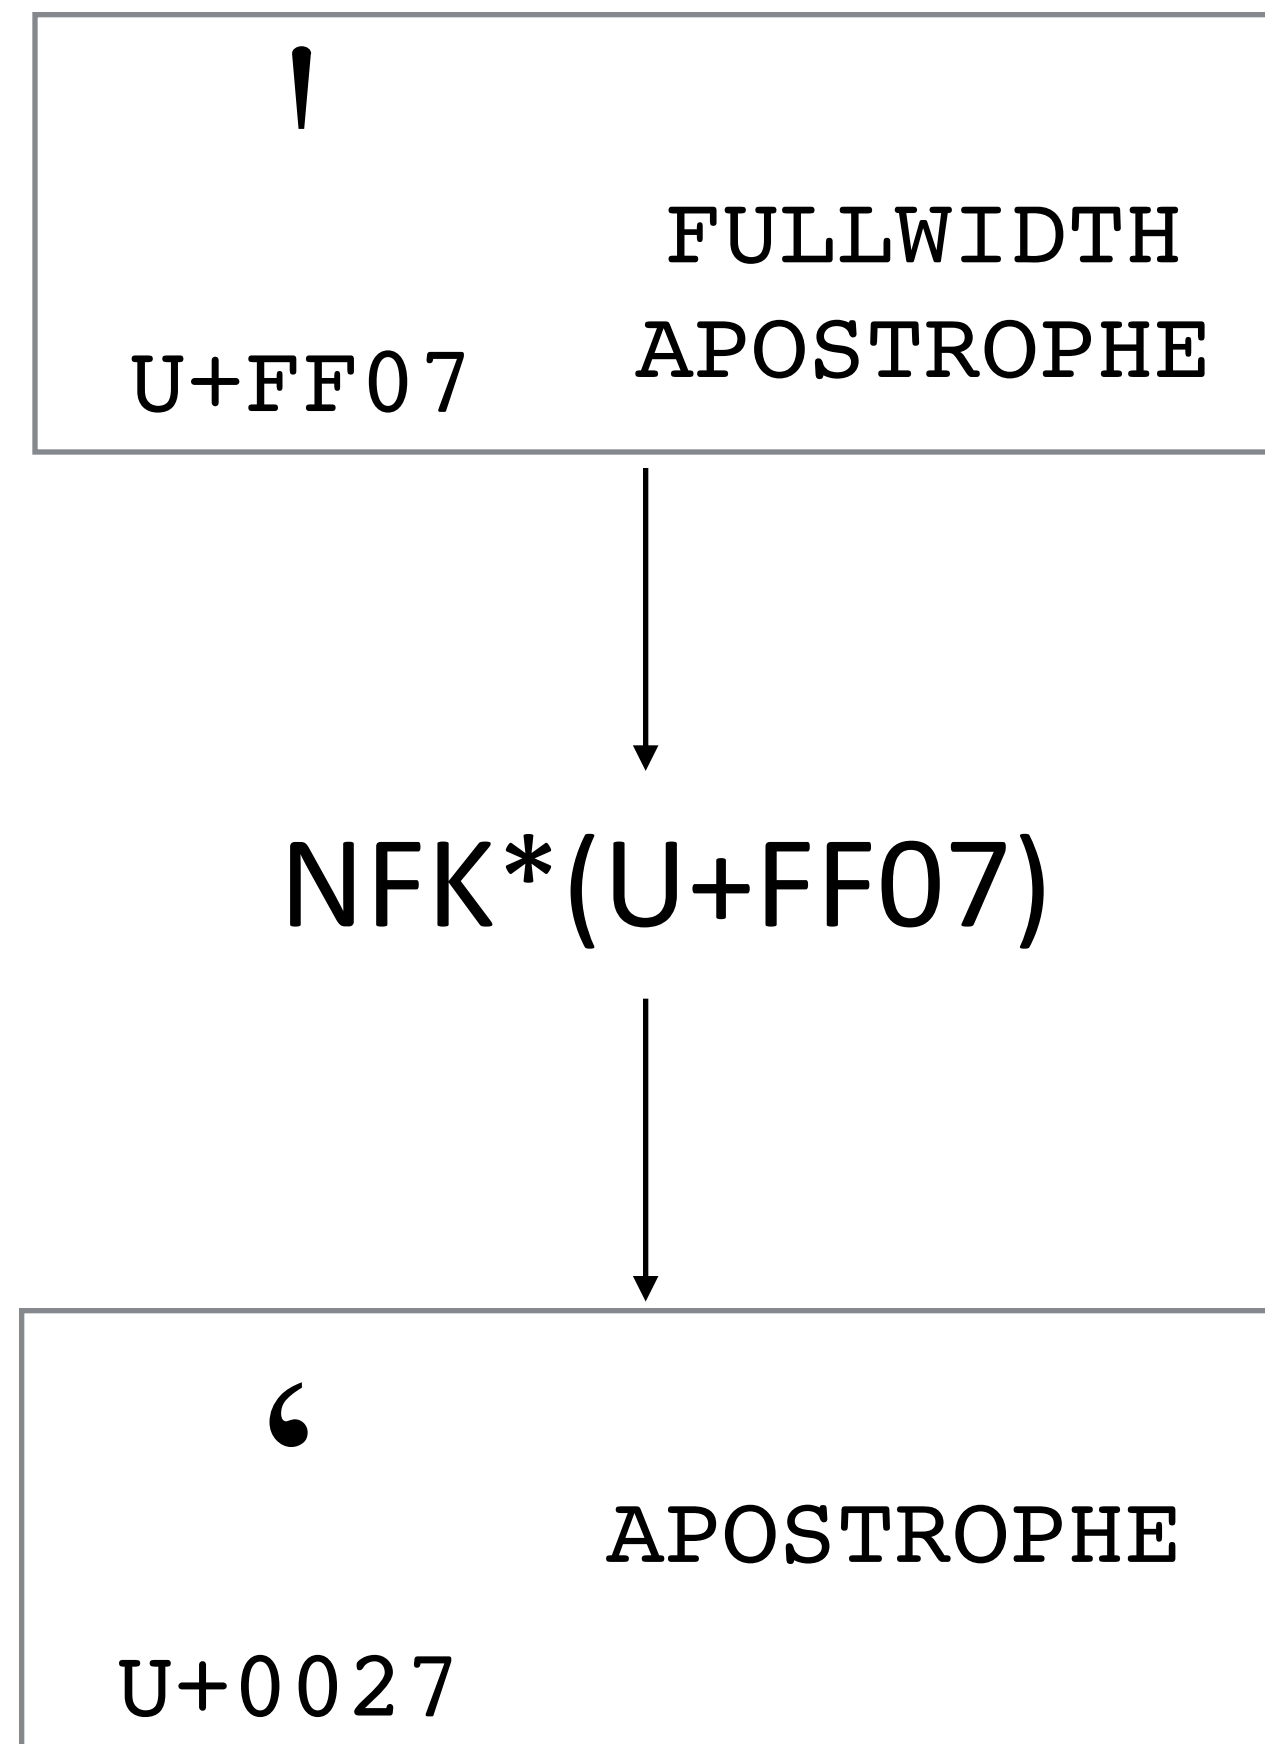 ＇
FULLWIDTH
APOSTROPHE
U+FF07
NFK*(U+FF07)
‘
APOSTROPHE
U+0027